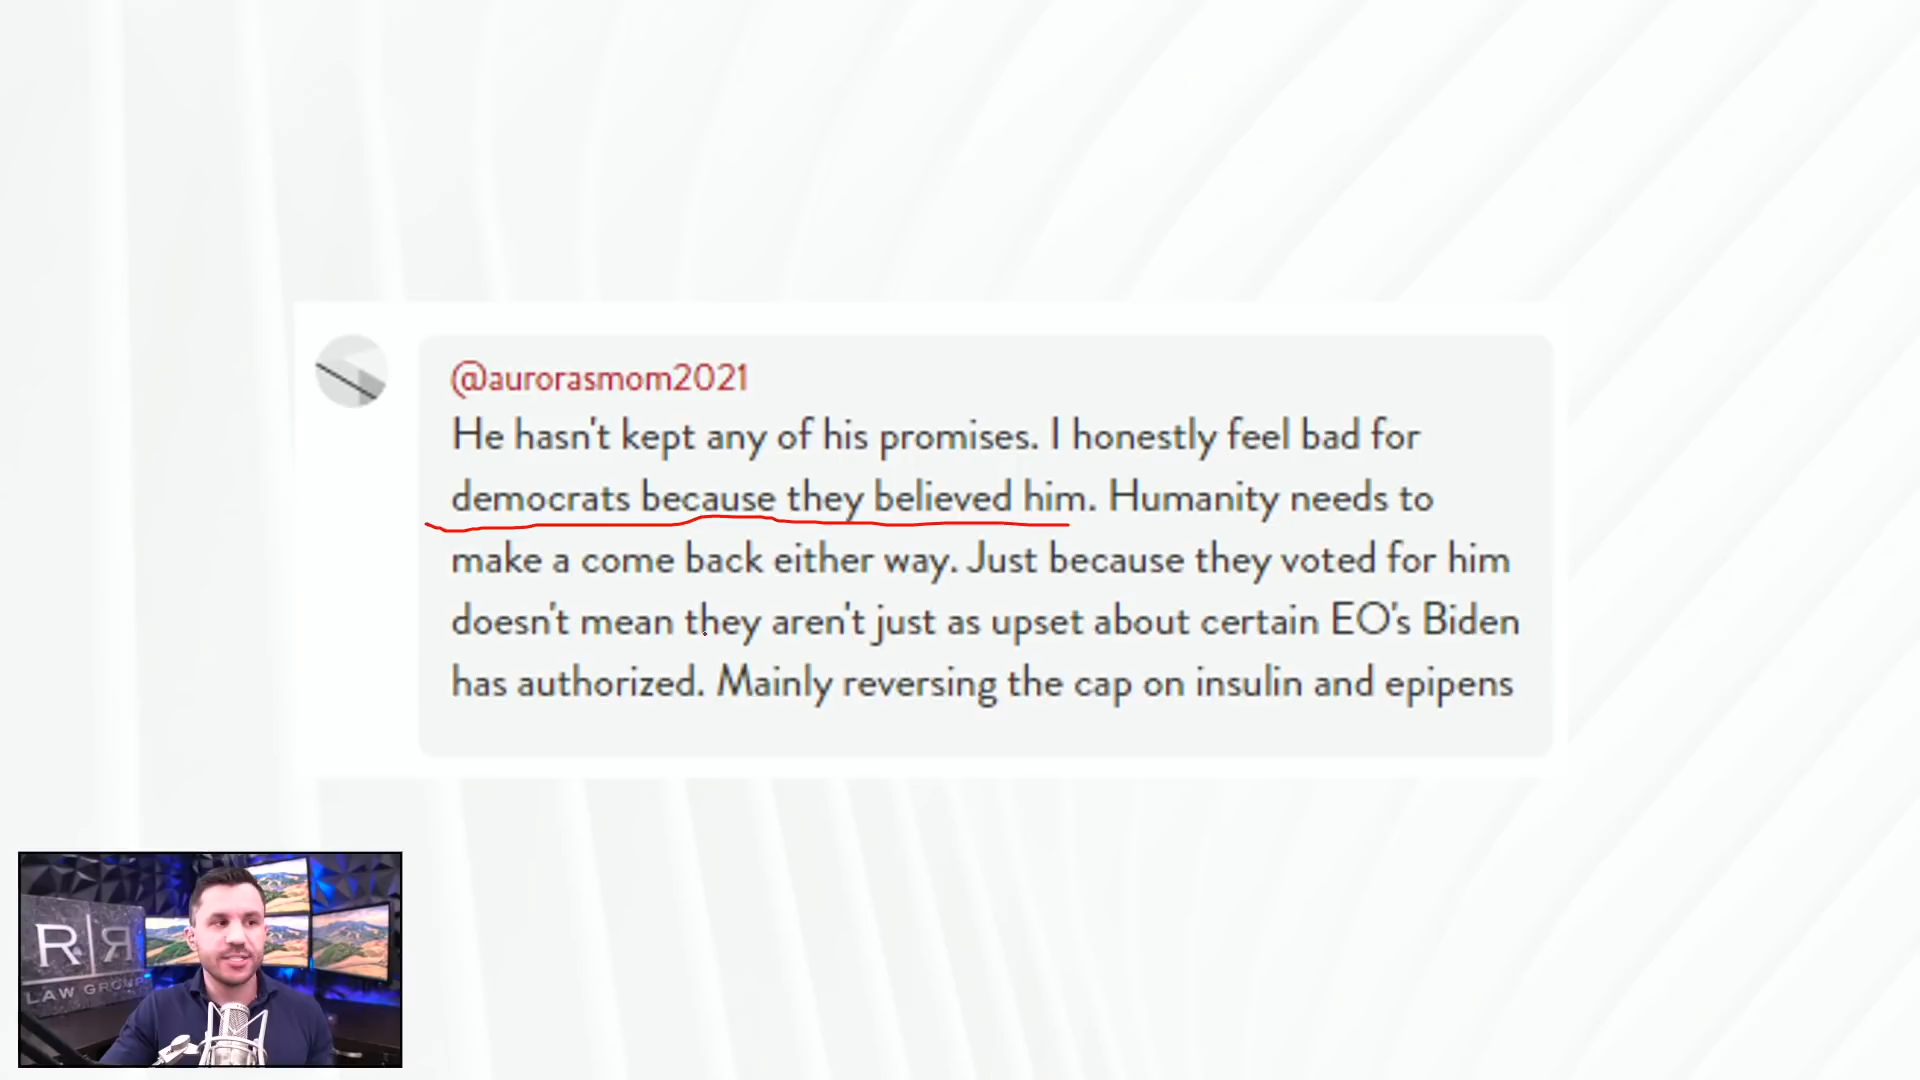 @aurorasmom2021
He hasn't kept any of his promises. I honestly feel bad for
democrats because they believed him. Humanity needs to
make a come back either way. Just because they voted for him
doesn't mean they aren't just as upset about certain EO's Biden
has authorized. Mainly reversing the cap on insulin and epipens
R|R
LAW GROUP